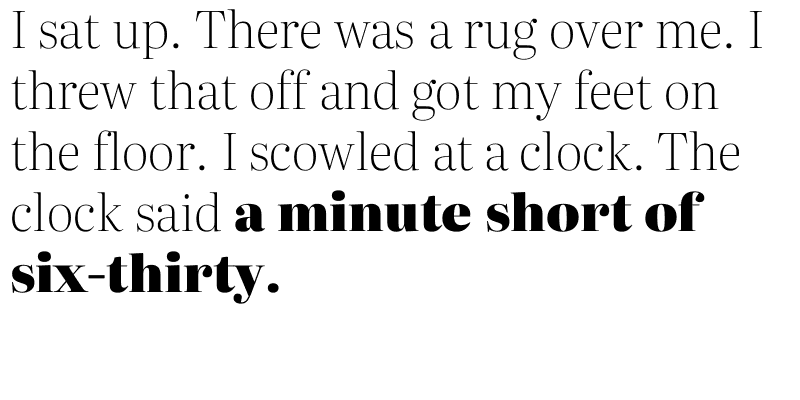 I sat up. There was a rug over me. I
threw that off and got my feet on
the floor. I scowled at a clock. The
clock said a minute short of
six-thirty.